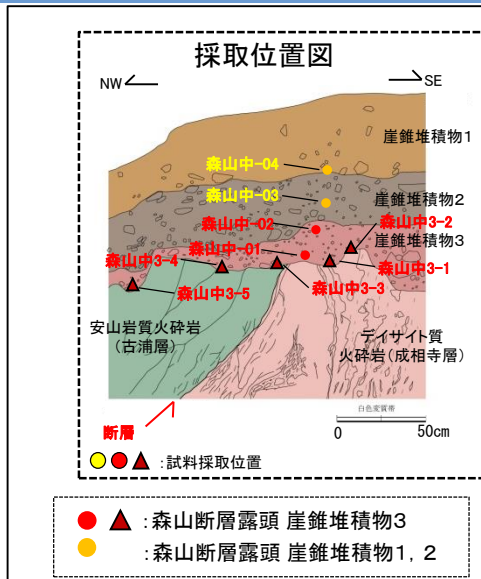 採取位置図
NW
SE
崖錐堆積物1
森山中-04
森山中-03
崖錐堆積物2
森山中-02
森山中3-2
崖錐堆積物3
森山中-01
森山中3-4
森山中3-1
森山中3-3
森山中3-5
安山岩質火砕岩
(古浦層)
デイサイト質
火砕岩(成相寺層)
白色変質帯
断層
0 50cm
:試料採取位置
:森山断層露頭 崖錐堆積物3
:森山断層露頭 崖錐堆積物1, 2